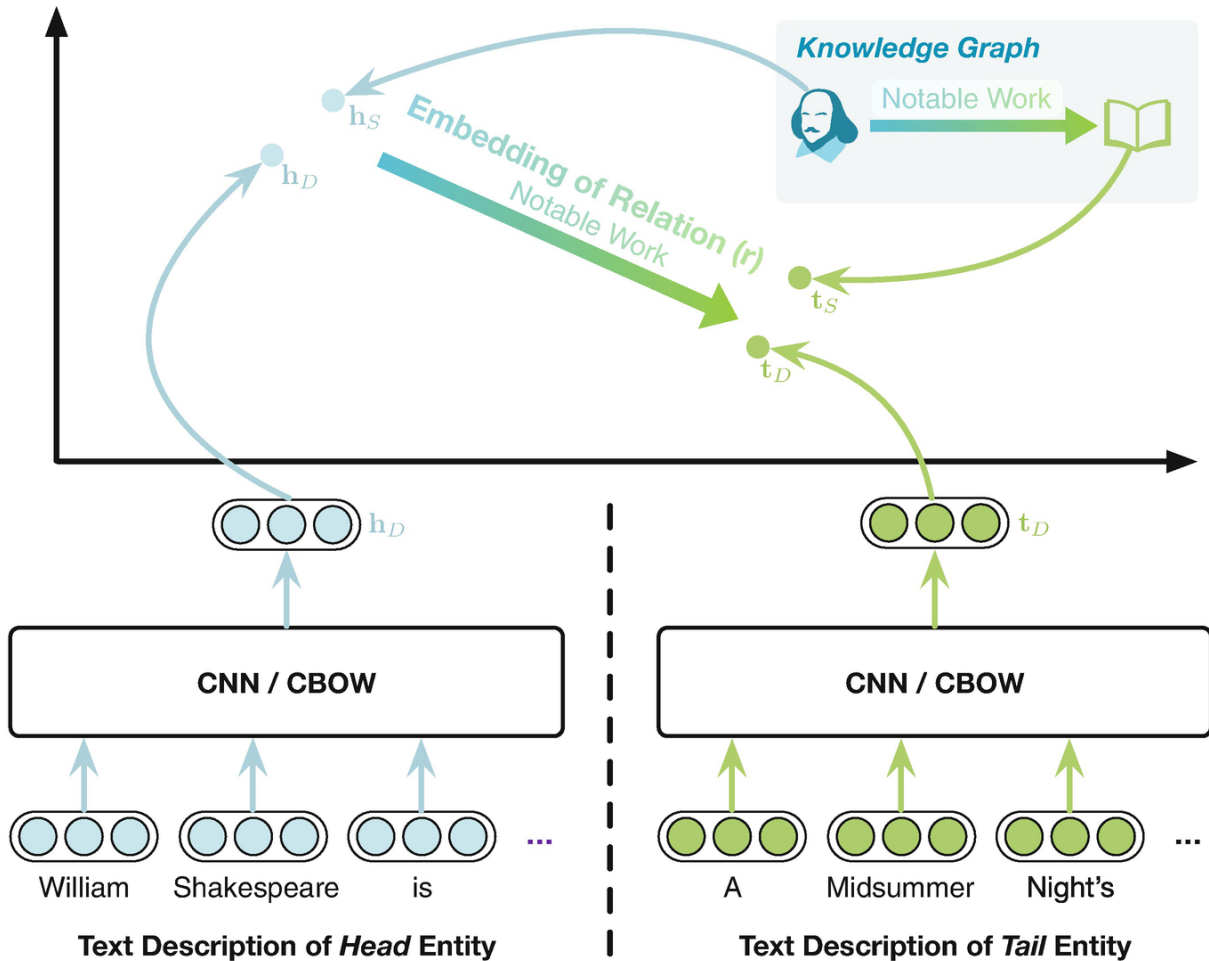 Knowledge Graph
Notable Work
h_S
h_D
Embedding of Relation (r)
Notable Work
t_S
t_D
h_D
t_D
CNN / CBOW
CNN / CBOW
...
...
William Shakespeare is
A Midsummer Night's
Text Description of Head Entity
Text Description of Tail Entity